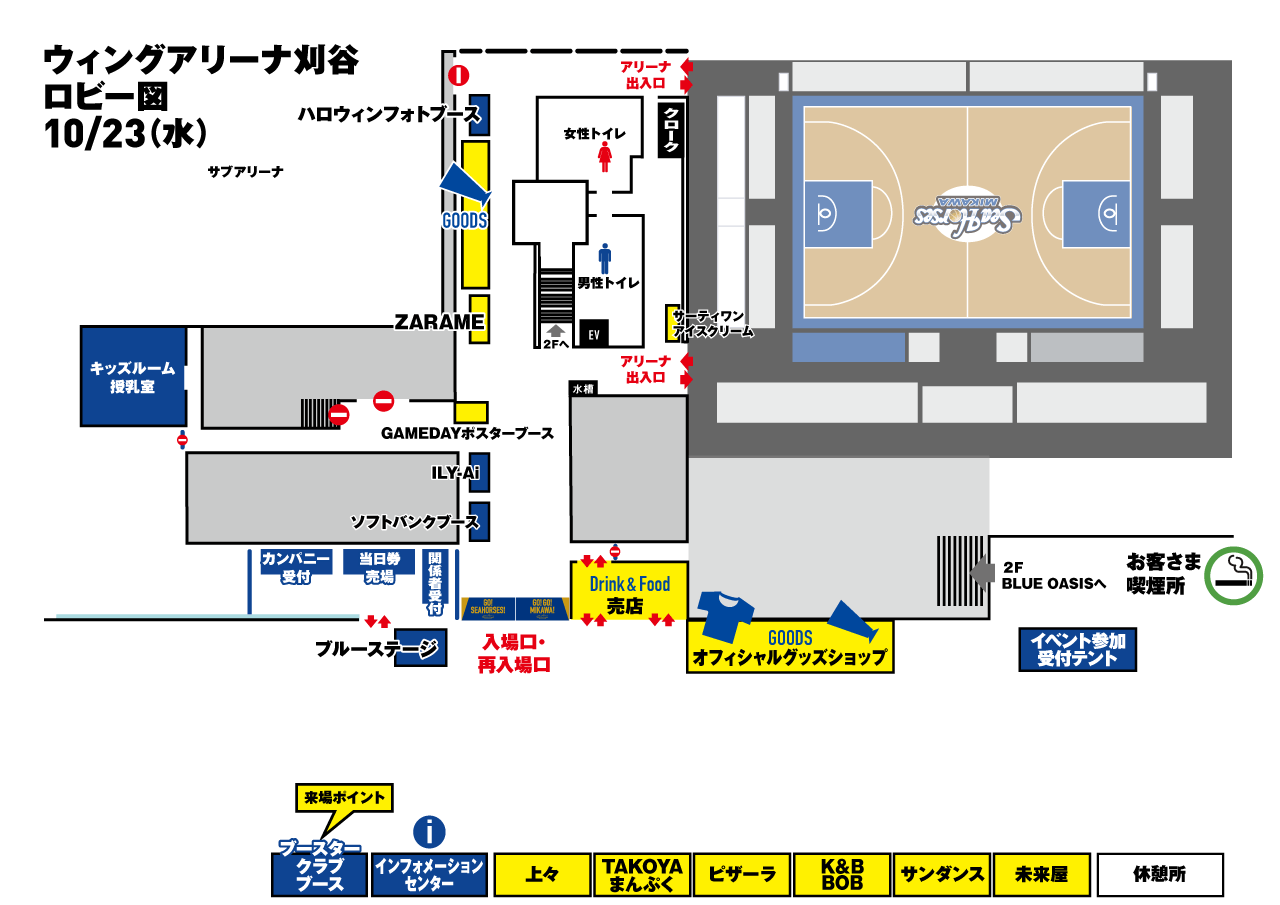 ウィングアリーナ刈谷
ロビー図
10/23(水)
サブアリーナ
ハロウィンフォトブース
アリーナ
出入口
クローク
女性トイレ
GOODS
SeaHorses
MIKAWA
男性トイレ
ZARAME
2Fへ
EV
サーティワン
アイスクリーム
アリーナ
出入口
キッズルーム
授乳室
水槽
GAMEDAYポスターブース
ILY-Ai
ソフトバンクブース
カンパニー
受付
当日券
売場
関係者受付
GO!
SEAHORSES!
GO! GO!
MIKAWA!
Drink & Food
売店
2F
BLUE OASISへ
お客さま
喫煙所
ブルーステージ
入場口・
再入場口
GOODS
オフィシャルグッズショップ
イベント参加
受付テント
来場ポイント
i
ブースター
クラブ
ブース
インフォメーション
センター
上々
TAKOYA
まんぷく
ピザーラ
K&B
BOB
サンダンス
未来屋
休憩所